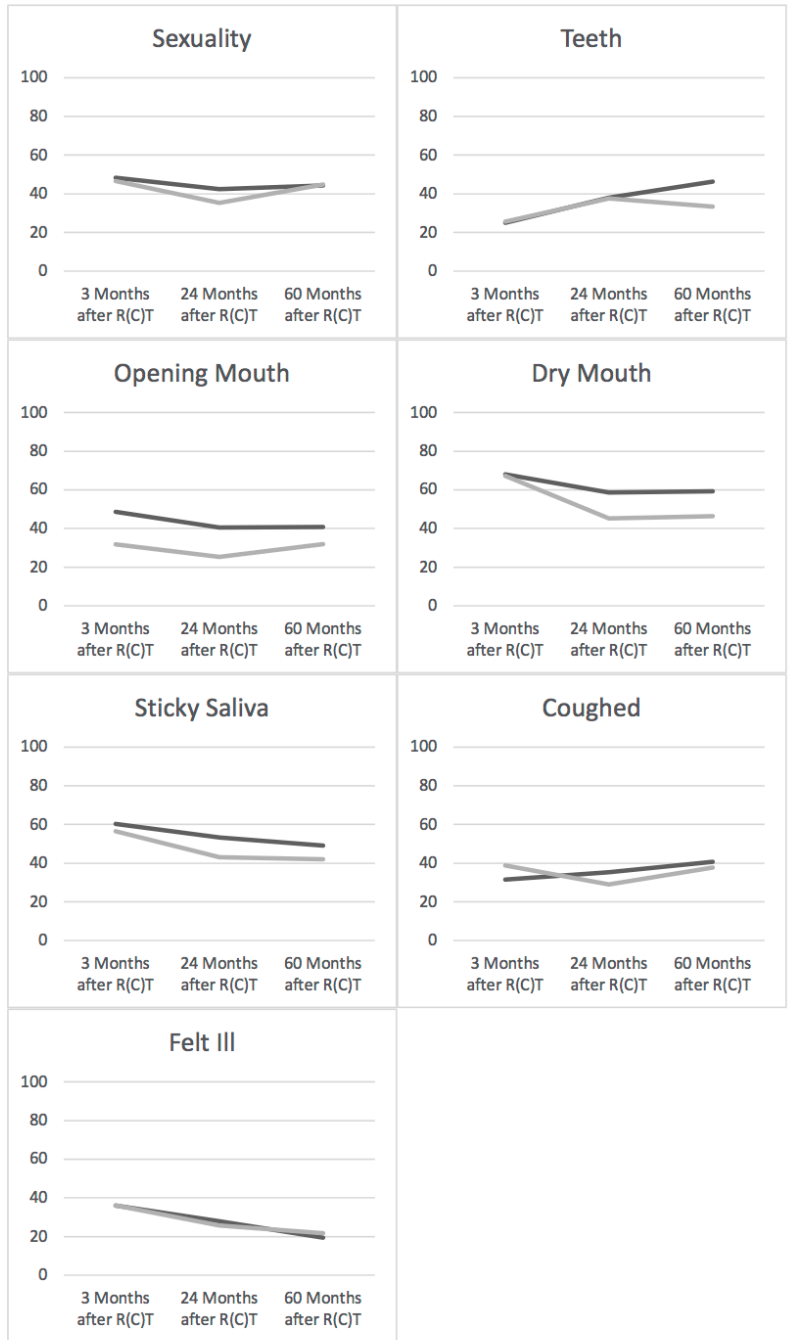 Sexuality
100
80
60
40
20
0
3 Months 24 Months 60 Months
after R(C)T after R(C)T after R(C)T
Teeth
100
80
60
40
20
0
3 Months 24 Months 60 Months
after R(C)T after R(C)T after R(C)T
Opening Mouth
100
80
60
40
20
0
3 Months 24 Months 60 Months
after R(C)T after R(C)T after R(C)T
Dry Mouth
100
80
60
40
20
0
3 Months 24 Months 60 Months
after R(C)T after R(C)T after R(C)T
Sticky Saliva
100
80
60
40
20
0
3 Months 24 Months 60 Months
after R(C)T after R(C)T after R(C)T
Coughed
100
80
60
40
20
0
3 Months 24 Months 60 Months
after R(C)T after R(C)T after R(C)T
Felt Ill
100
80
60
40
20
0
3 Months 24 Months 60 Months
after R(C)T after R(C)T after R(C)T